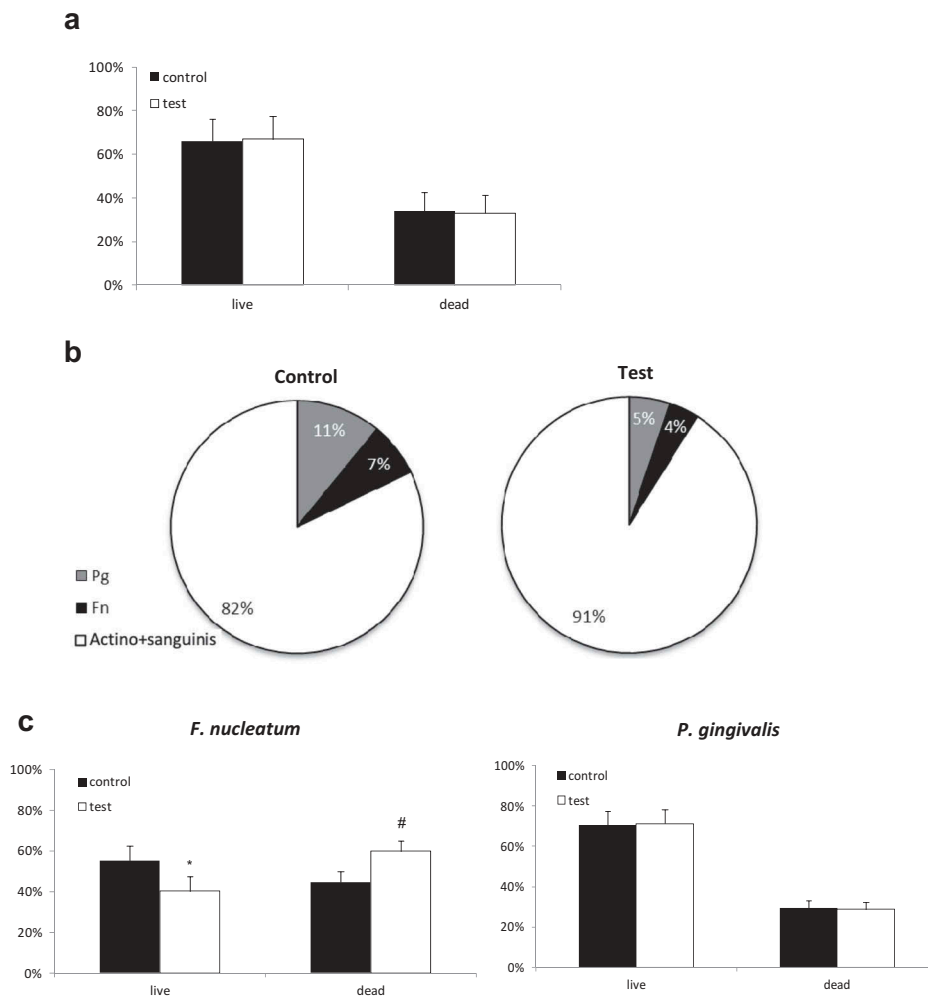 a
100%
80%
60%
40%
20%
0%
control
test
live dead
b
Control
11%
7%
82%
Test
5%
4%
91%
Pg
Fn
Actino+sanguinis
c
F. nucleatum
100%
80%
60%
40%
20%
0%
control
test
*
#
live dead
P. gingivalis
100%
80%
60%
40%
20%
0%
control
test
live dead